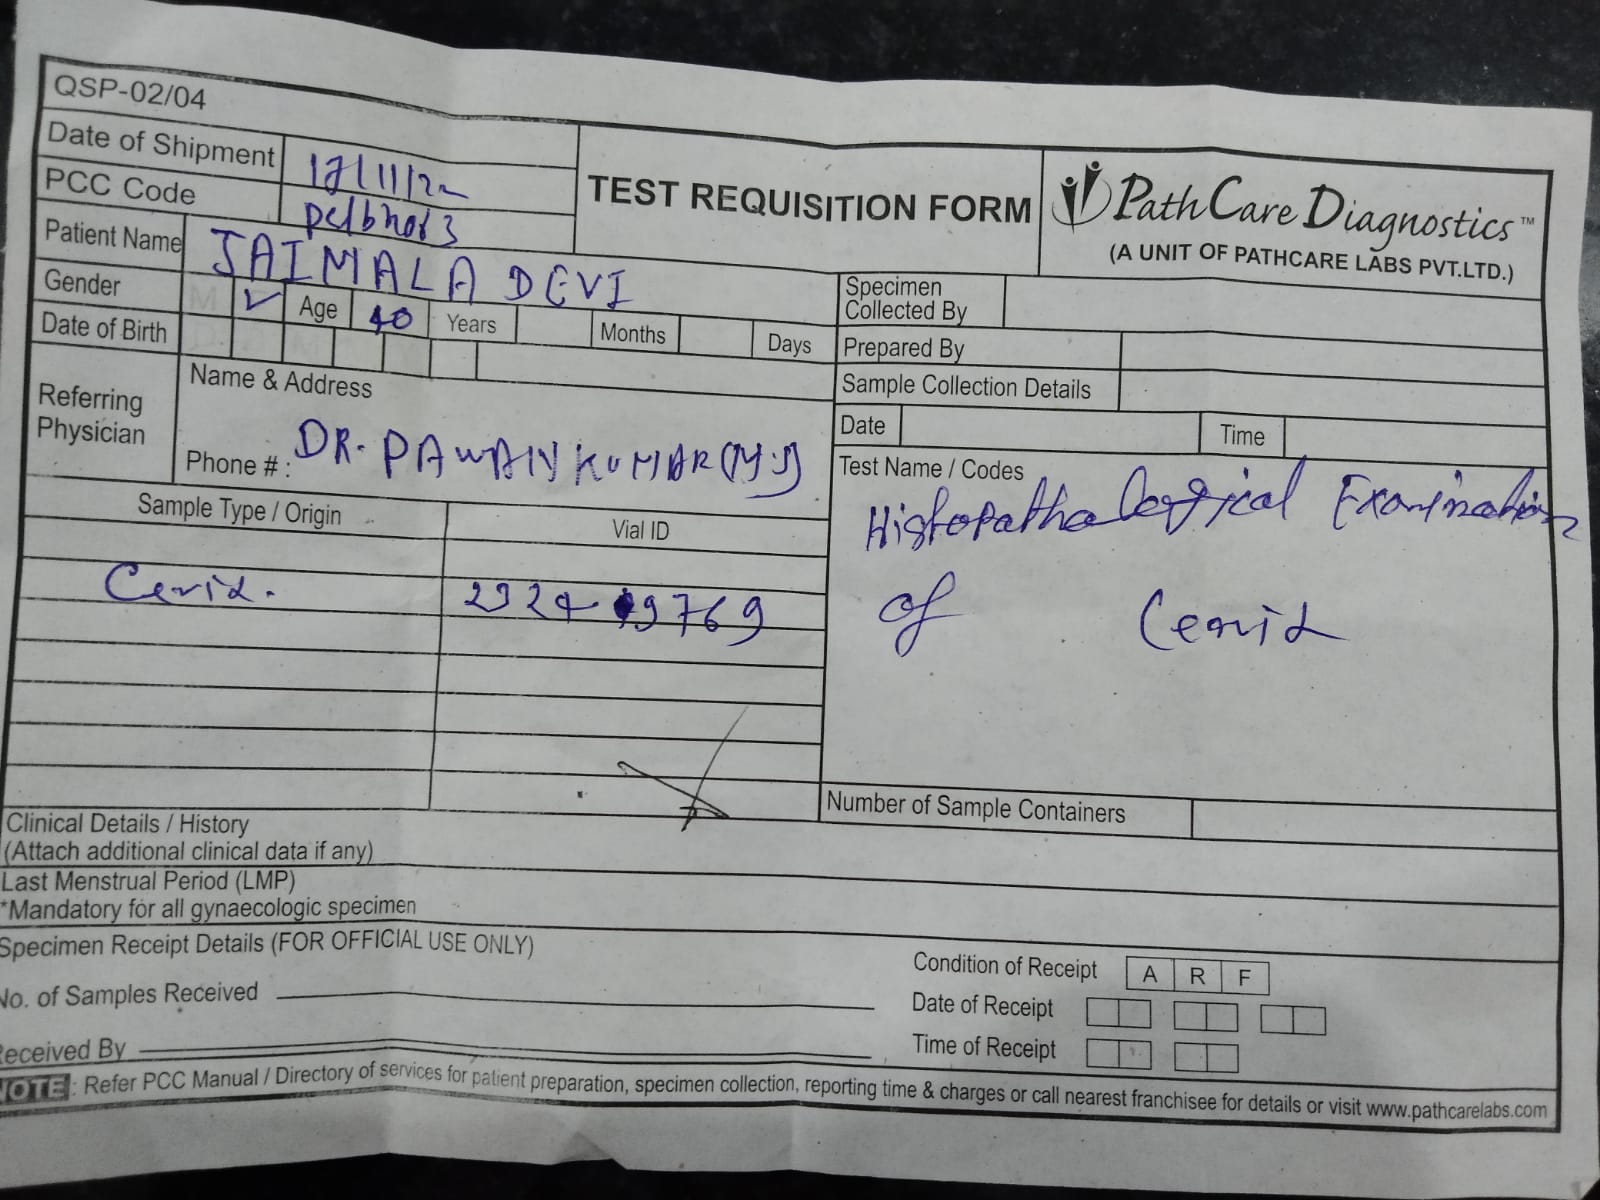 QSP-02/04
Date of Shipment 17/11/22
PCC Code
TEST REQUISITION FORM
PathCare Diagnostics™
(A UNIT OF PATHCARE LABS PVT.LTD.)
Patient Name JAIMALA DEVI
Gender M ✓ Age 40 Years Months Days
Date of Birth
Specimen
Collected By
Prepared By
Sample Collection Details
Date Time
Referring
Physician
Name & Address
DR. PAWAN KUMAR
Phone # :
Sample Type / Origin Vial ID
Cervix. 2324 9769
Test Name / Codes
Histopathological Examination
of Cervix
Number of Sample Containers
Clinical Details / History
(Attach additional clinical data if any)
Last Menstrual Period (LMP)
*Mandatory for all gynaecologic specimen
Specimen Receipt Details (FOR OFFICIAL USE ONLY)
No. of Samples Received
Received By
Condition of Receipt A R F
Date of Receipt
Time of Receipt
NOTE : Refer PCC Manual / Directory of services for patient preparation, specimen collection, reporting time & charges or call nearest franchisee for details or visit www.pathcarelabs.com